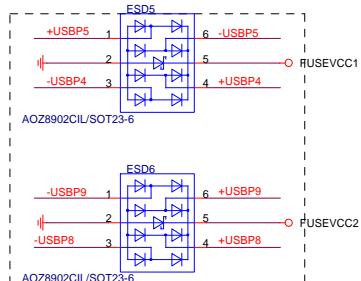 ESD5
+USBP5 1 6 -USBP5
2 5 FUSEVCC1
-USBP4 3 4 +USBP4
AOZ8902CIL/SOT23-6
ESD6
-USBP9 1 6 +USBP9
2 5 FUSEVCC2
-USBP8 3 4 +USBP8
AOZ8902CIL/SOT23-6